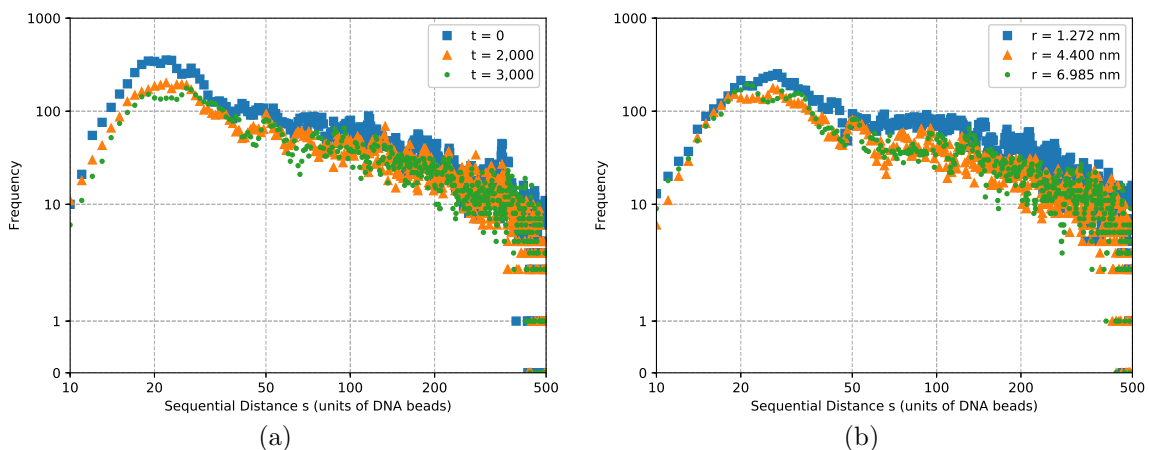 1000
100
10
1
0
Frequency
10
20
50
100
200
500
Sequential Distance s (units of DNA beads)
t = 0
t = 2,000
t = 3,000
(a)
1000
100
10
1
0
Frequency
10
20
50
100
200
500
Sequential Distance s (units of DNA beads)
r = 1.272 nm
r = 4.400 nm
r = 6.985 nm
(b)